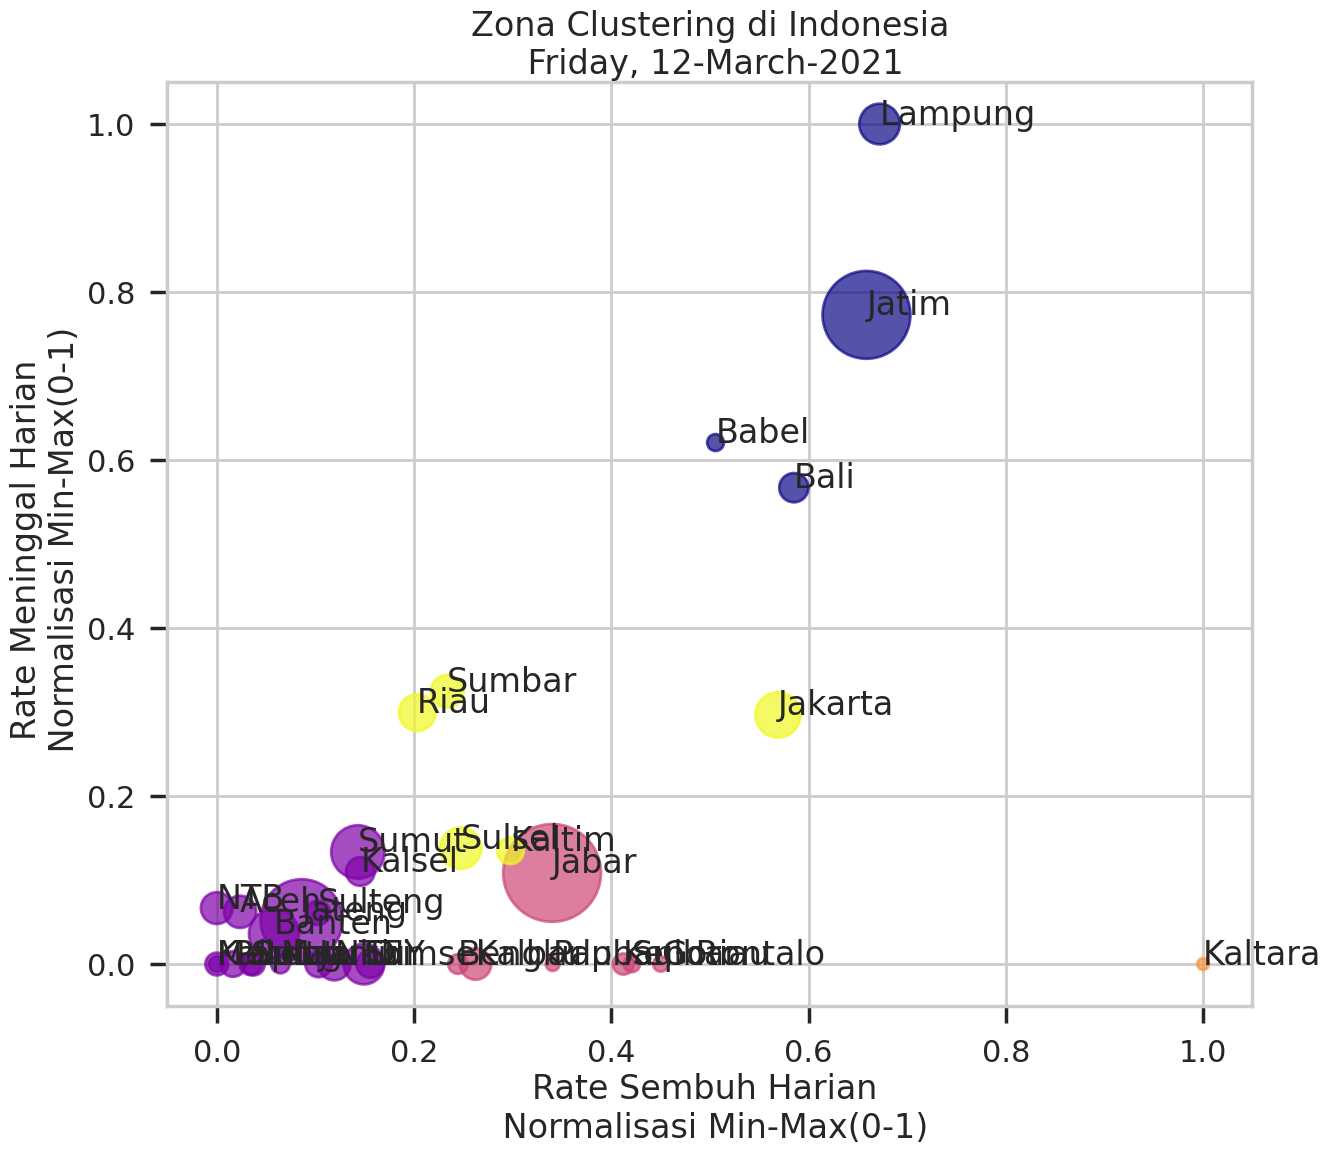 Zona Clustering di Indonesia
Friday, 12-March-2021
Rate Meninggal Harian
Normalisasi Min-Max(0-1)
1.0
0.8
0.6
0.4
0.2
0.0
Lampung
Jatim
Babel
Bali
Sumbar
Riau
Jakarta
Sumut
Sulsel
Kaltim
Kalsel
Jabar
NTB
Aceh
Sulteng
Jateng
Banten
Kaltara
0.0
0.2
0.4
0.6
0.8
1.0
Rate Sembuh Harian
Normalisasi Min-Max(0-1)